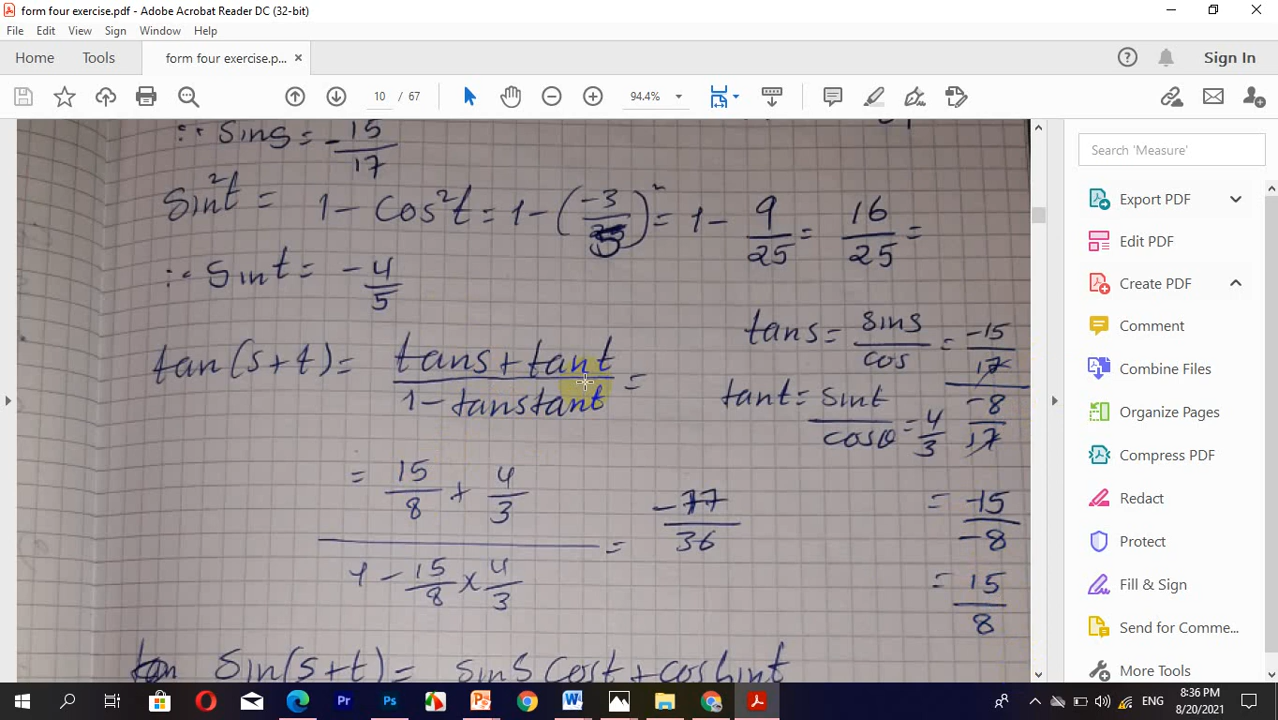 form four exercise.pdf - Adobe Acrobat Reader DC (32-bit)
File Edit View Sign Window Help
Home Tools form four exercise.p... × Sign In
10 / 67 94.4%
∴ Sins = -15/17
Sin²t = 1 - Cos²t = 1 - (-3/5)² = 1 - 9/25 = 16/25 =
∴ Sint = -4/5
tan(s+t) = tans + tant / 1 - tanstant =
= 15/8 + 4/3 / 1 - 15/8 × 4/3 = -77/36
Sin(s+t) = sinS Cost +
tans = sins/cos = -15/17 / -8/17
tant = sint/cosθ = 4/3
= -15/-8
= 15/8
Search 'Measure'
Export PDF
Edit PDF
Create PDF
Comment
Combine Files
Organize Pages
Compress PDF
Redact
Protect
Fill & Sign
Send for Comme...
More Tools
ENG
8:36 PM
8/20/2021